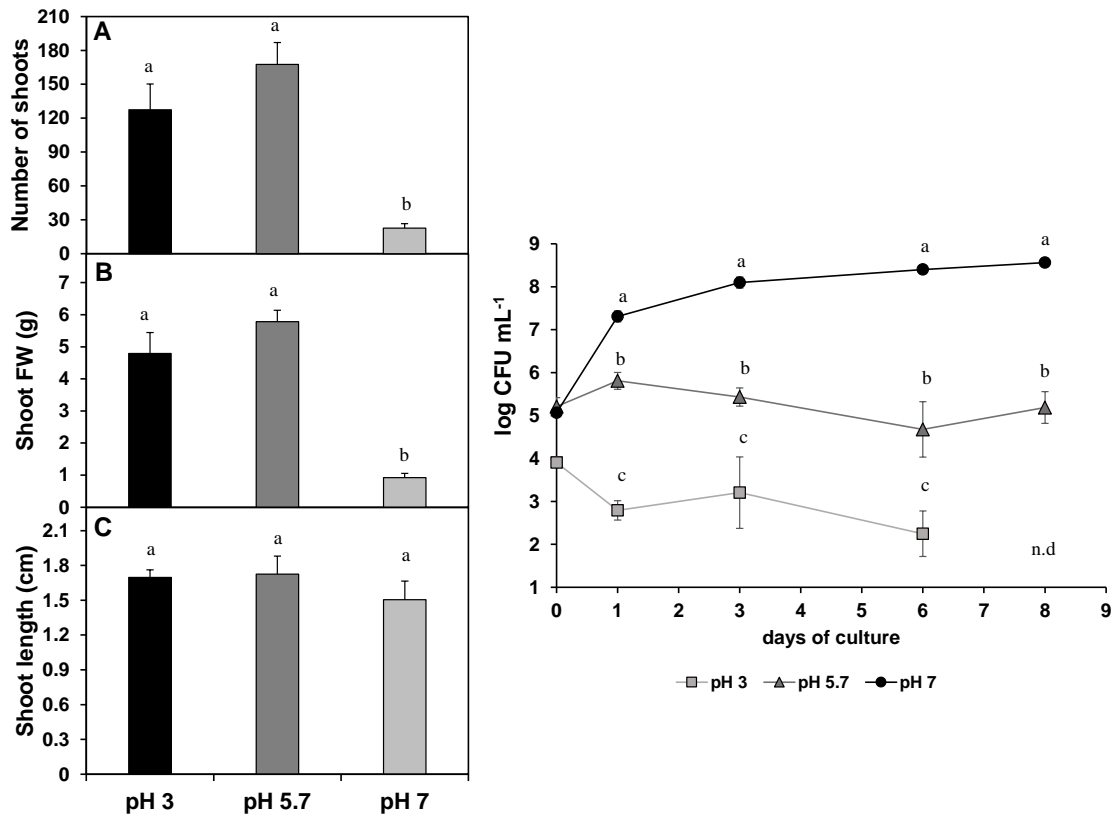 A
Number of shoots
210
180
150
120
90
60
30
0
a
a
b
B
Shoot FW (g)
7
6
5
4
3
2
1
0
a
a
b
C
Shoot length (cm)
2.1
1.8
1.5
1.2
0.9
0.6
0.3
0
a
a
a
pH 3 pH 5.7 pH 7
log CFU mL-1
9
8
7
6
5
4
3
2
1
a
a
a
a
b
b
b
b
c
c
c
n.d
0 1 2 3 4 5 6 7 8 9
days of culture
pH 3 pH 5.7 pH 7